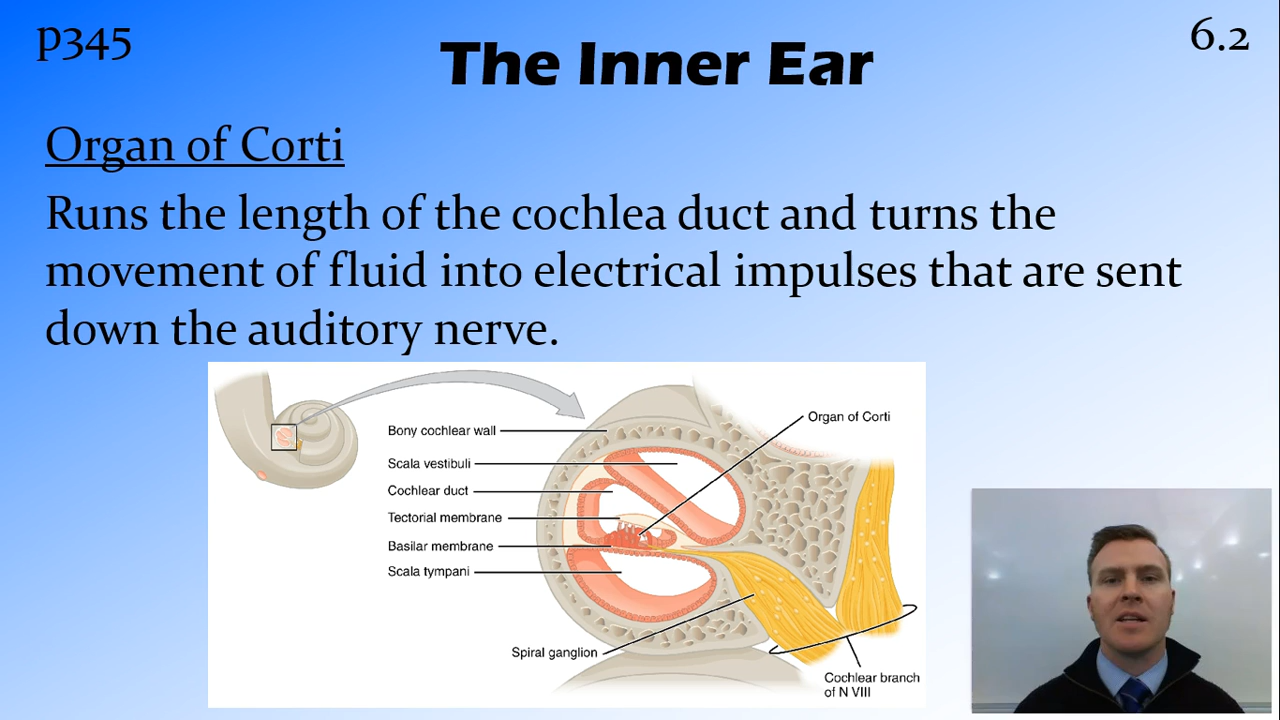 p345
6.2
The Inner Ear
Organ of Corti
Runs the length of the cochlea duct and turns the
movement of fluid into electrical impulses that are sent
down the auditory nerve.
Organ of Corti
Bony cochlear wall
Scala vestibuli
Cochlear duct
Tectorial membrane
Basilar membrane
Scala tympani
Spiral ganglion
Cochlear branch
of N VIII